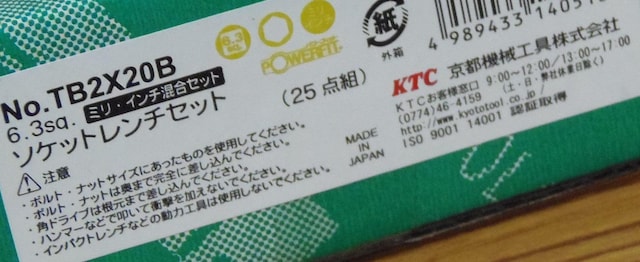 No.TB2X20B
ミリ・インチ混合セット
6.3sq.
ソケットレンチセット
(25点組)
6.3
sq.
POWERFIT
紙
外箱
4989433
KTC 京都機械工具株式会社
KTCお客様窓口 9:00~12:00/13:00~17:00
(0774)46-4159 (土・日・弊社休業日除く)
http://www.kyototool.co.jp
ISO 9001 14001 認証取得
MADE IN
JAPAN
注意
・ボルト・ナットサイズにあったものを使用してください。
・ボルト・ナットは奥まで完全に差し込んでください。
・角ドライブは根元まで差し込んでください。
・ハンマーなどで叩いて衝撃を加えないでください。
・インパクトレンチなどの動力工具は使用しないでください。